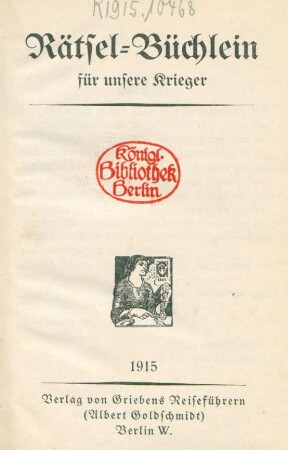 K1915,10468
Rätsel-Büchlein
für unsere Krieger
Königl.
Bibliothek
Berlin
1915
Verlag von Griebens Reiseführern
(Albert Goldschmidt)
Berlin W.